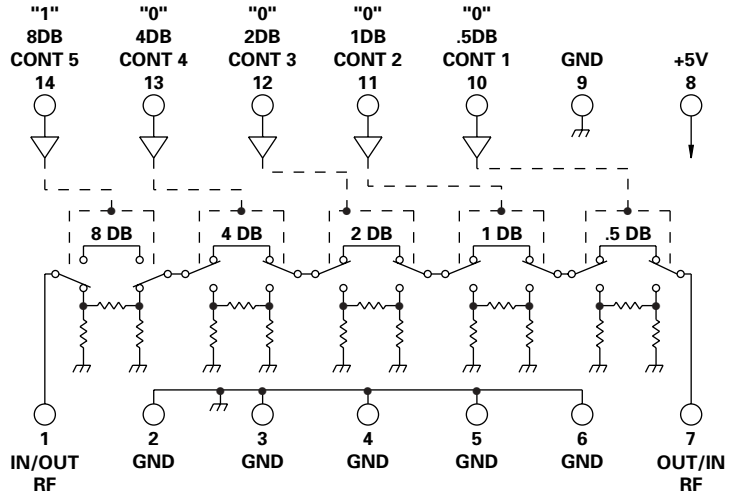 "1" "0" "0" "0" "0"
8DB 4DB 2DB 1DB .5DB
CONT 5 CONT 4 CONT 3 CONT 2 CONT 1 GND +5V
14 13 12 11 10 9 8
8 DB 4 DB 2 DB 1 DB .5 DB
1 2 3 4 5 6 7
IN/OUT GND GND GND GND GND OUT/IN
RF RF